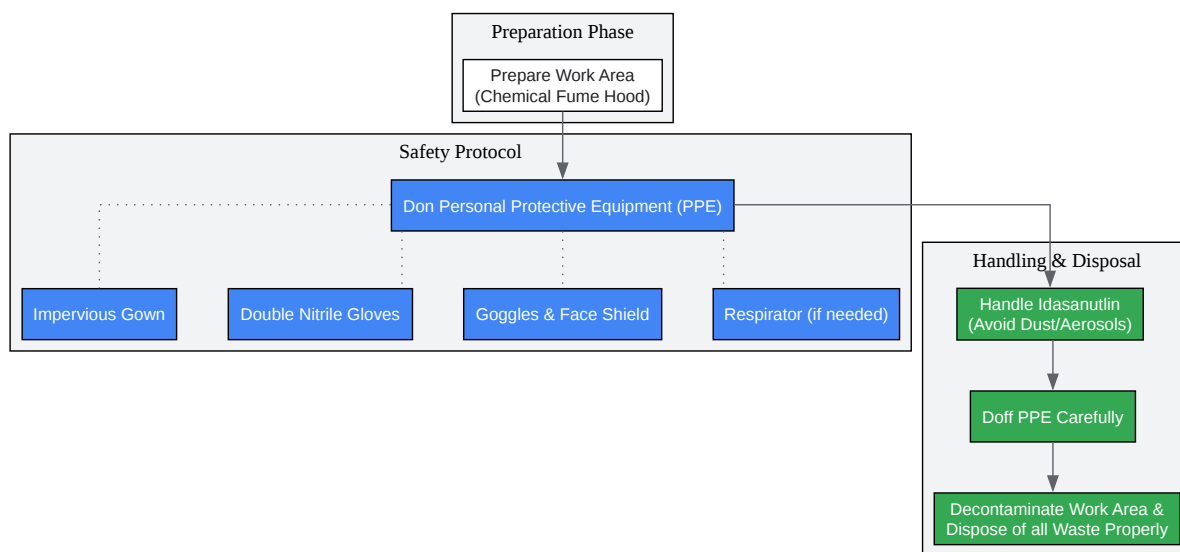 Preparation Phase
Prepare Work Area
(Chemical Fume Hood)
Safety Protocol
Don Personal Protective Equipment (PPE)
Impervious Gown
Double Nitrile Gloves
Goggles & Face Shield
Respirator (if needed)
Handling & Disposal
Handle Idasanutlin
(Avoid Dust/Aerosols)
Doff PPE Carefully
Decontaminate Work Area &
Dispose of all Waste Properly